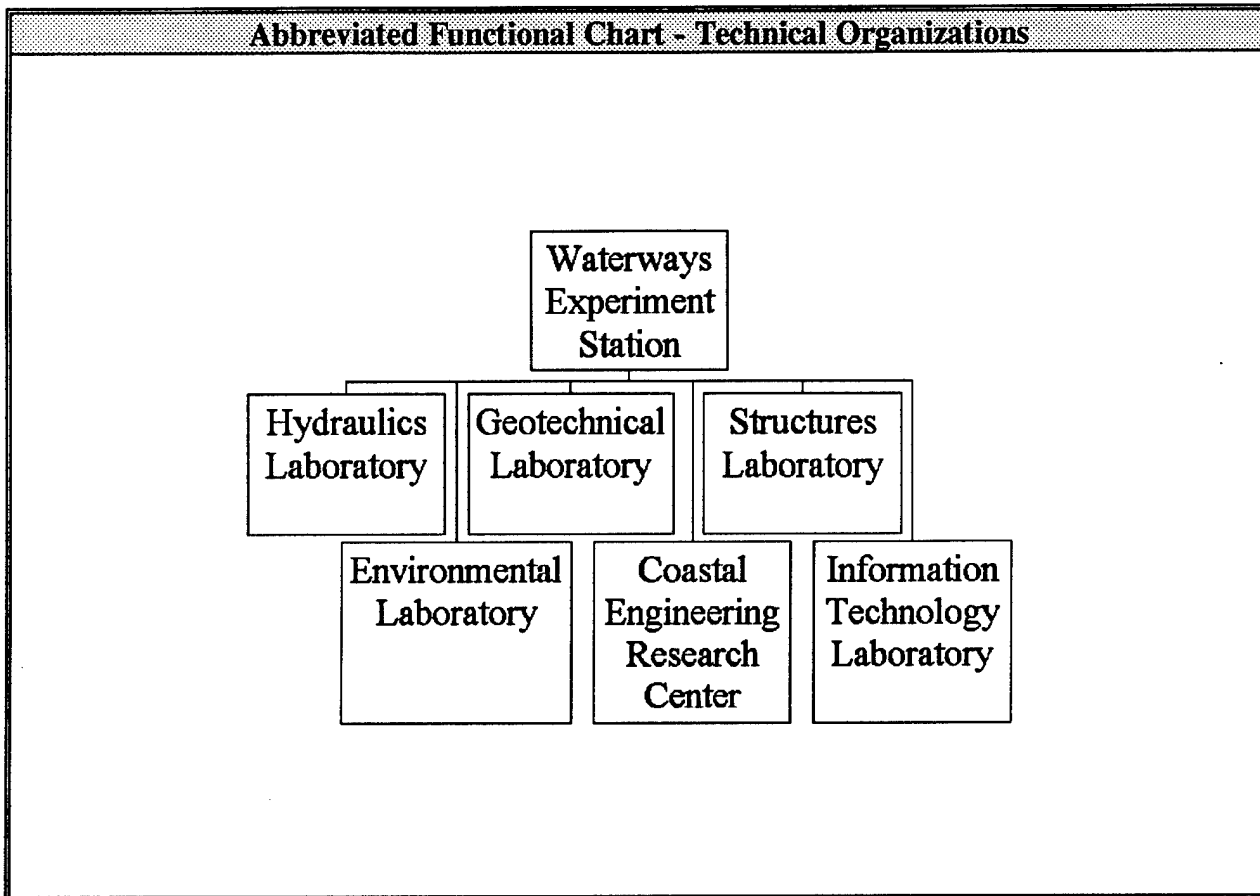 Abbreviated Functional Chart - Technical Organizations
Waterways
Experiment
Station
Hydraulics
Laboratory
Geotechnical
Laboratory
Structures
Laboratory
Environmental
Laboratory
Coastal
Engineering
Research
Center
Information
Technology
Laboratory